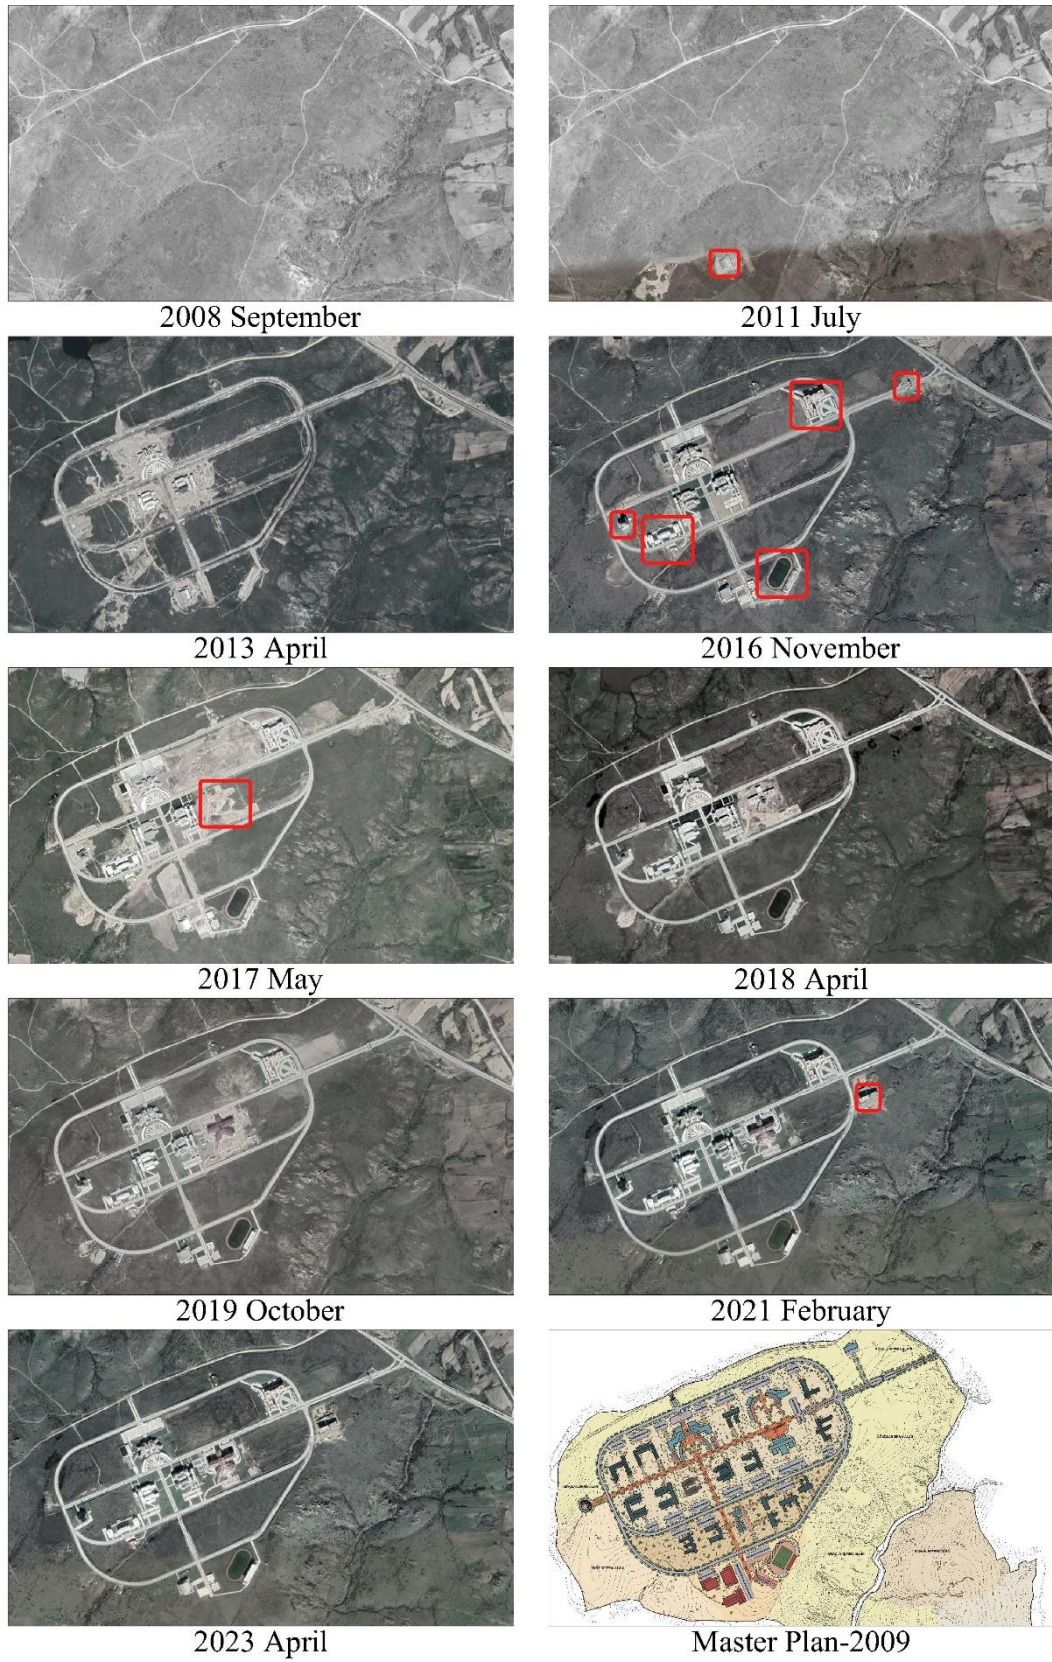 2008 September
2011 July
2013 April
2016 November
2017 May
2018 April
2019 October
2021 February
2023 April
Master Plan-2009